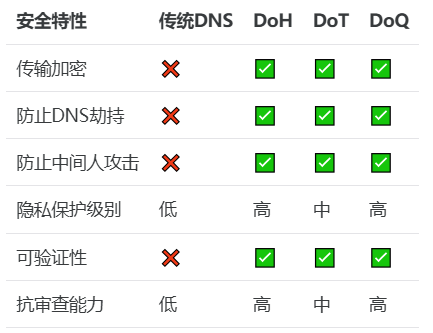 安全特性 传统DNS DoH DoT DoQ
传输加密 ❌ ✅ ✅ ✅
防止DNS劫持 ❌ ✅ ✅ ✅
防止中间人攻击 ❌ ✅ ✅ ✅
隐私保护级别 低 高 中 高
可验证性 ❌ ✅ ✅ ✅
抗审查能力 低 高 中 高